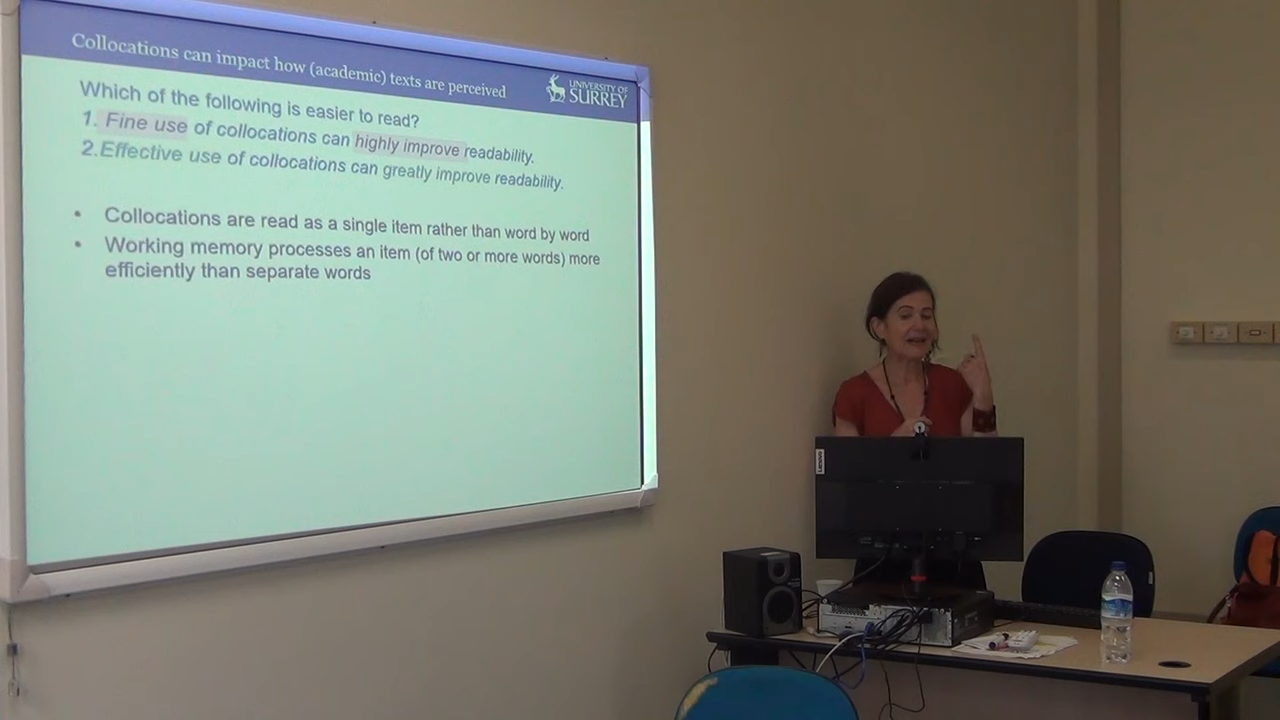 Collocations can impact how (academic) texts are perceived
UNIVERSITY OF
SURREY
Which of the following is easier to read?
1. Fine use of collocations can highly improve readability.
2.Effective use of collocations can greatly improve readability.
• Collocations are read as a single item rather than word by word
• Working memory processes an item (of two or more words) more
efficiently than separate words
Lenovo